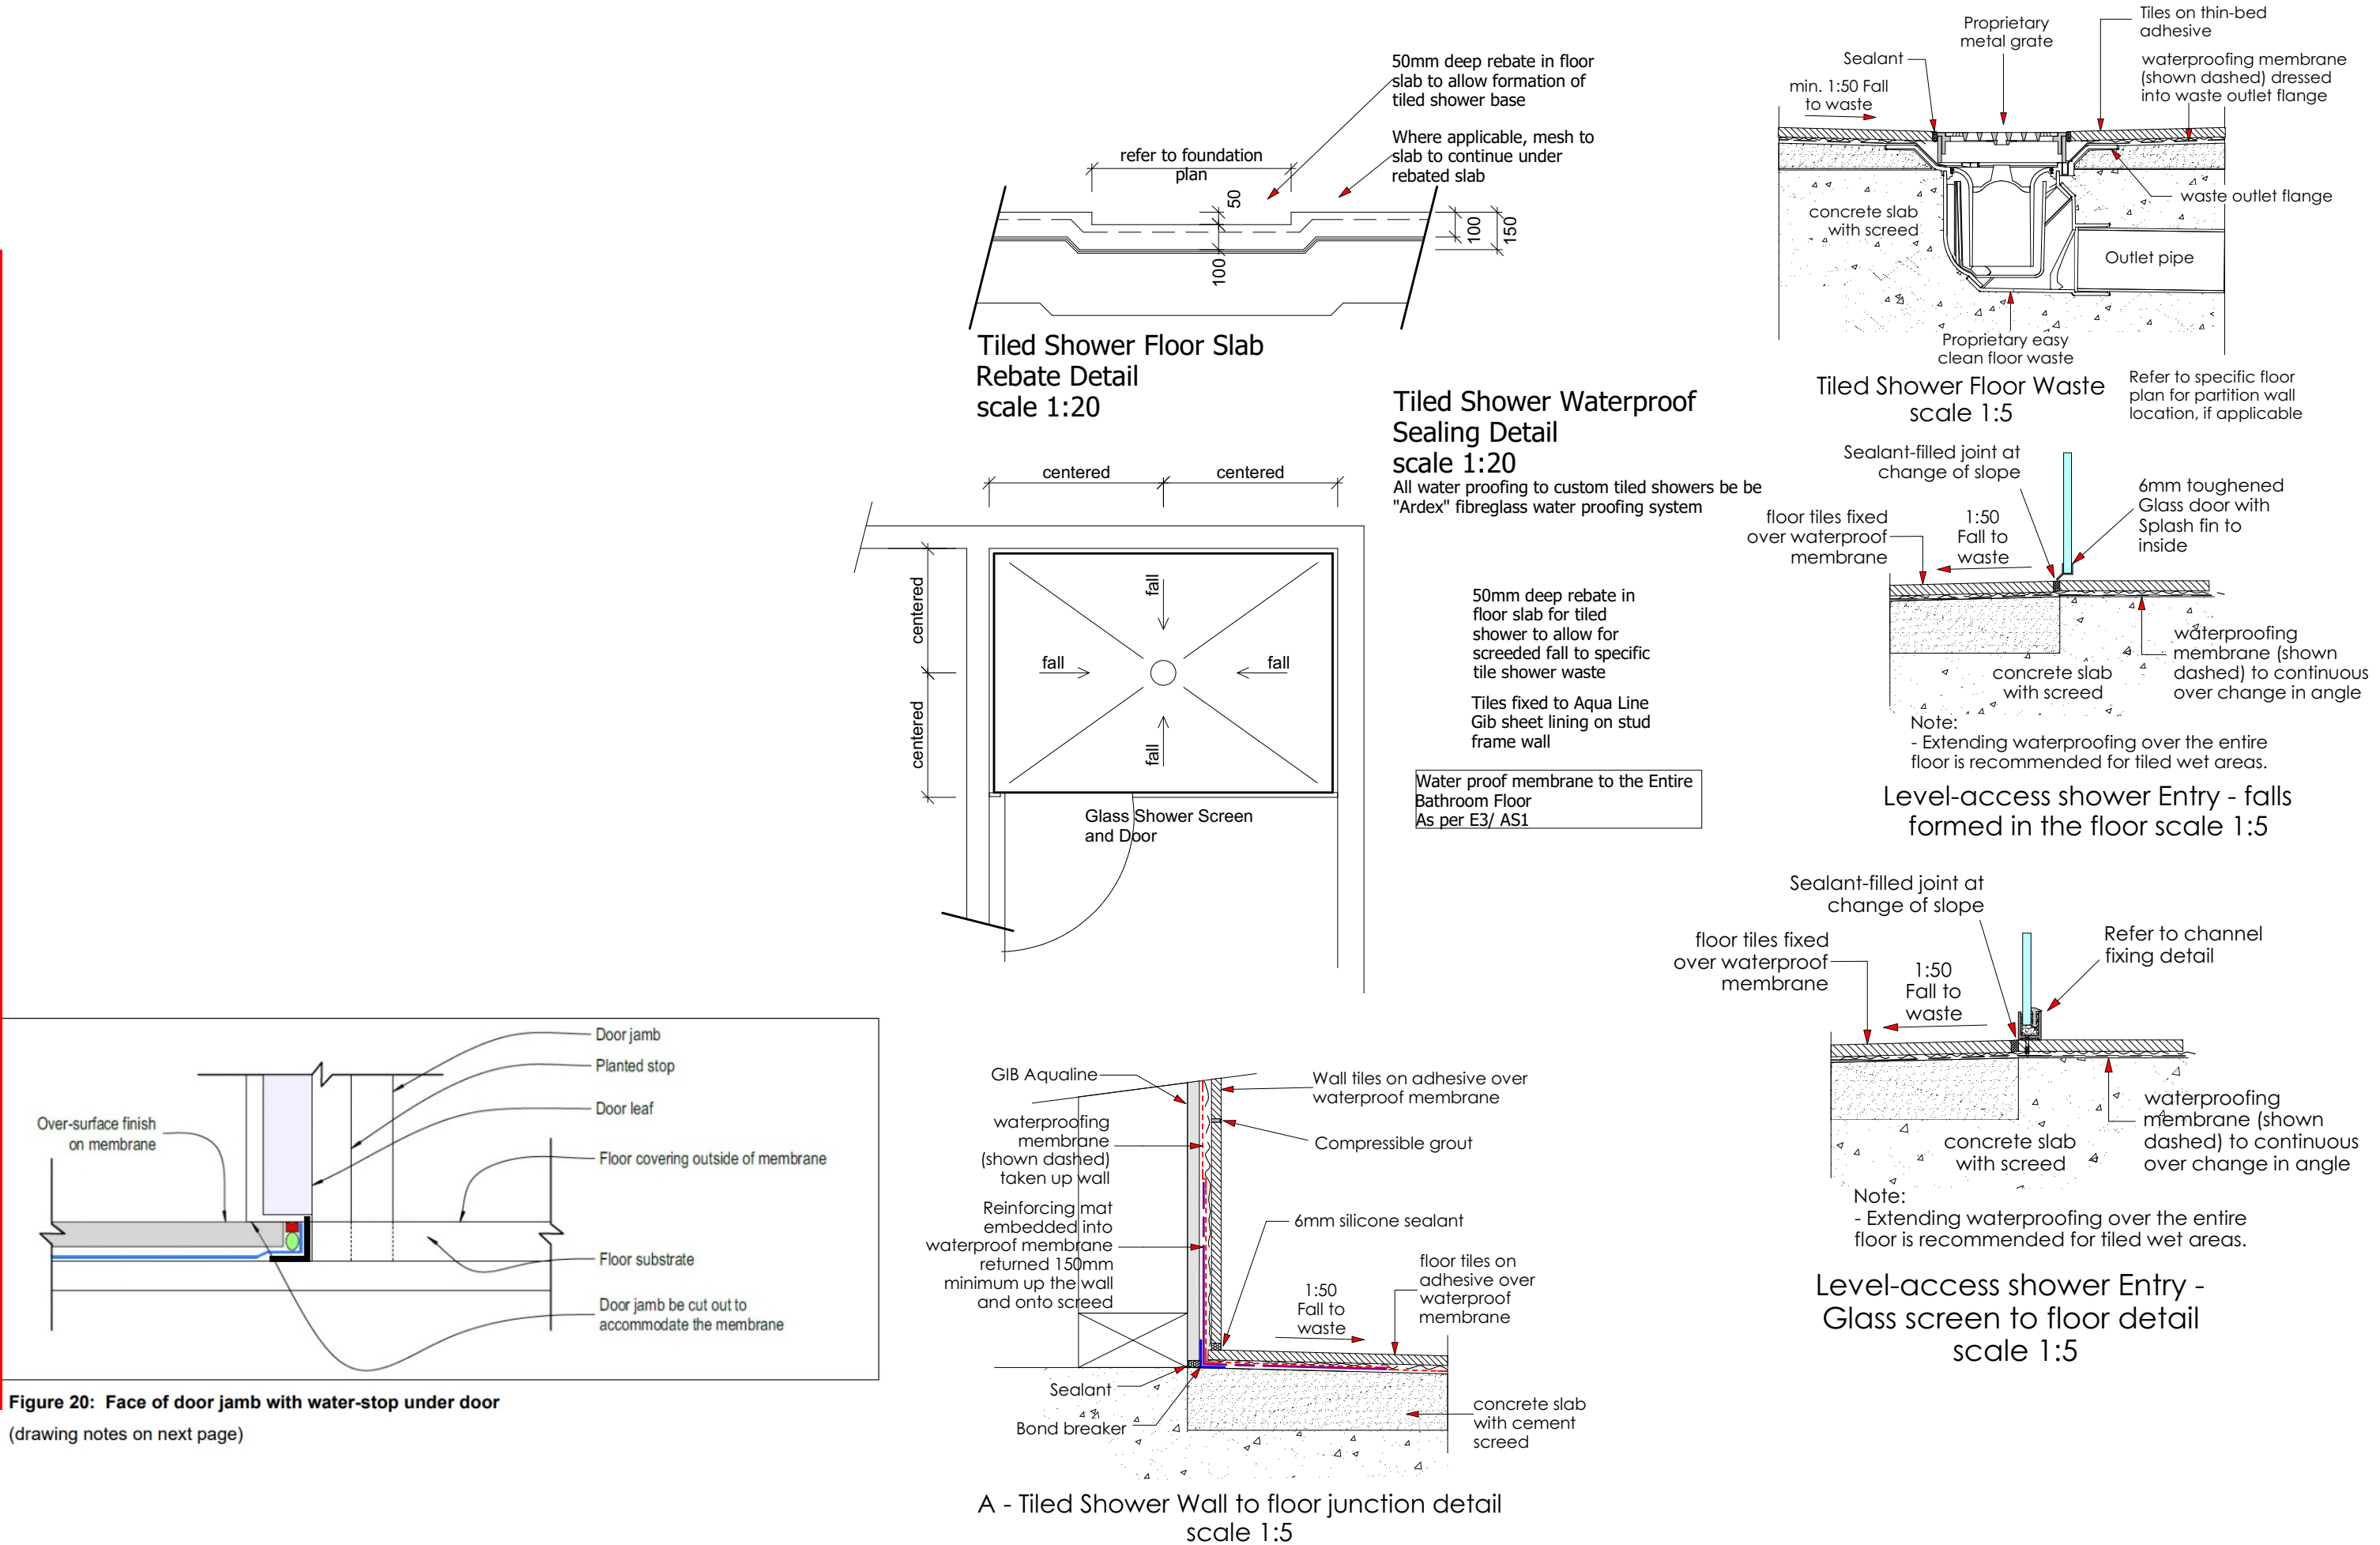 50mm deep rebate in floor
slab to allow formation of
tiled shower base
Where applicable, mesh to
slab to continue under
rebated slab
refer to foundation
plan
50
100
100
150
Tiled Shower Floor Slab
Rebate Detail
scale 1:20
Tiled Shower Waterproof
Sealing Detail
scale 1:20
All water proofing to custom tiled showers be be
"Ardex" fibreglass water proofing system
centered
centered
centered
centered
fall
fall
fall
fall
Glass Shower Screen
and Door
50mm deep rebate in
floor slab for tiled
shower to allow for
screeded fall to specific
tile shower waste
Tiles fixed to Aqua Line
Gib sheet lining on stud
frame wall
Water proof membrane to the Entire
Bathroom Floor
As per E3/ AS1
Proprietary
metal grate
Tiles on thin-bed
adhesive
Sealant
waterproofing membrane
(shown dashed) dressed
into waste outlet flange
min. 1:50 Fall
to waste
waste outlet flange
concrete slab
with screed
Outlet pipe
Proprietary easy
clean floor waste
Tiled Shower Floor Waste
scale 1:5
Refer to specific floor
plan for partition wall
location, if applicable
Sealant-filled joint at
change of slope
6mm toughened
Glass door with
Splash fin to
inside
floor tiles fixed
over waterproof
membrane
1:50
Fall to
waste
waterproofing
membrane (shown
dashed) to continuous
over change in angle
concrete slab
with screed
Note:
- Extending waterproofing over the entire
floor is recommended for tiled wet areas.
Level-access shower Entry - falls
formed in the floor scale 1:5
Sealant-filled joint at
change of slope
floor tiles fixed
over waterproof
membrane
1:50
Fall to
waste
Refer to channel
fixing detail
waterproofing
membrane (shown
dashed) to continuous
over change in angle
concrete slab
with screed
Note:
- Extending waterproofing over the entire
floor is recommended for tiled wet areas.
Level-access shower Entry -
Glass screen to floor detail
scale 1:5
Door jamb
Planted stop
Door leaf
Over-surface finish
on membrane
Floor covering outside of membrane
Floor substrate
Door jamb be cut out to
accommodate the membrane
Figure 20: Face of door jamb with water-stop under door
(drawing notes on next page)
GIB Aqualine
Wall tiles on adhesive over
waterproof membrane
waterproofing
membrane
(shown dashed)
taken up wall
Compressible grout
Reinforcing mat
embedded into
waterproof membrane
returned 150mm
minimum up the wall
and onto screed
6mm silicone sealant
1:50
Fall to
waste
floor tiles on
adhesive over
waterproof
membrane
Sealant
Bond breaker
concrete slab
with cement
screed
A - Tiled Shower Wall to floor junction detail
scale 1:5